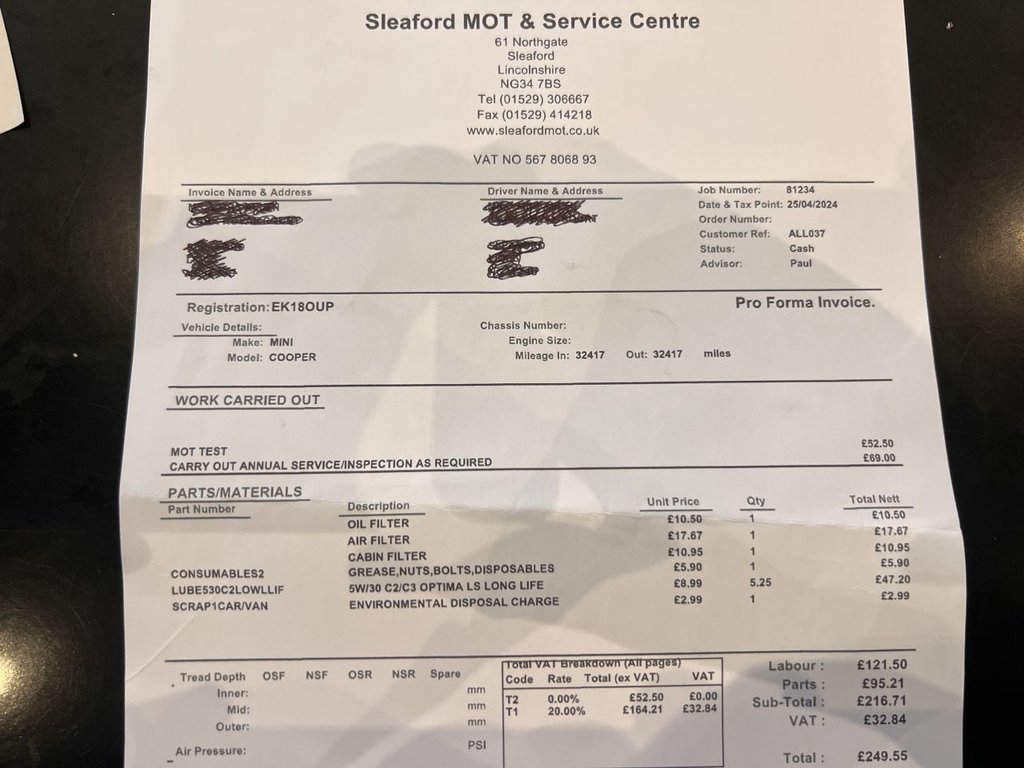 Sleaford MOT & Service Centre
61 Northgate
Sleaford
Lincolnshire
NG34 7BS
Tel (01529) 306667
Fax (01529) 414218
www.sleafordmot.co.uk
VAT NO 567 8068 93
Invoice Name & Address Driver Name & Address Job Number: 81234
Date & Tax Point: 25/04/2024
Order Number:
Customer Ref: ALL037
Status: Cash
Advisor: Paul
Registration: EK18OUP Pro Forma Invoice.
Vehicle Details: Chassis Number:
Make: MINI Engine Size:
Model: COOPER Mileage In: 32417 Out: 32417 miles
WORK CARRIED OUT
MOT TEST £52.50
CARRY OUT ANNUAL SERVICE/INSPECTION AS REQUIRED £69.00
PARTS/MATERIALS
Part Number Description Unit Price Qty Total Nett
OIL FILTER £10.50 1 £10.50
AIR FILTER £17.67 1 £17.67
CABIN FILTER £10.95 1 £10.95
CONSUMABLES2 GREASE,NUTS,BOLTS,DISPOSABLES £5.90 1 £5.90
LUBE530C2LOWLLIF 5W/30 C2/C3 OPTIMA LS LONG LIFE £8.99 5.25 £47.20
SCRAP1CAR/VAN ENVIRONMENTAL DISPOSAL CHARGE £2.99 1 £2.99
Total VAT Breakdown (All pages) Labour : £121.50
Tread Depth OSF NSF OSR NSR Spare Code Rate Total (ex VAT) VAT Parts : £95.21
Inner: mm T2 0.00% £52.50 £0.00 Sub-Total : £216.71
Mid: mm T1 20.00% £164.21 £32.84 VAT : £32.84
Outer: mm
Air Pressure: PSI Total : £249.55